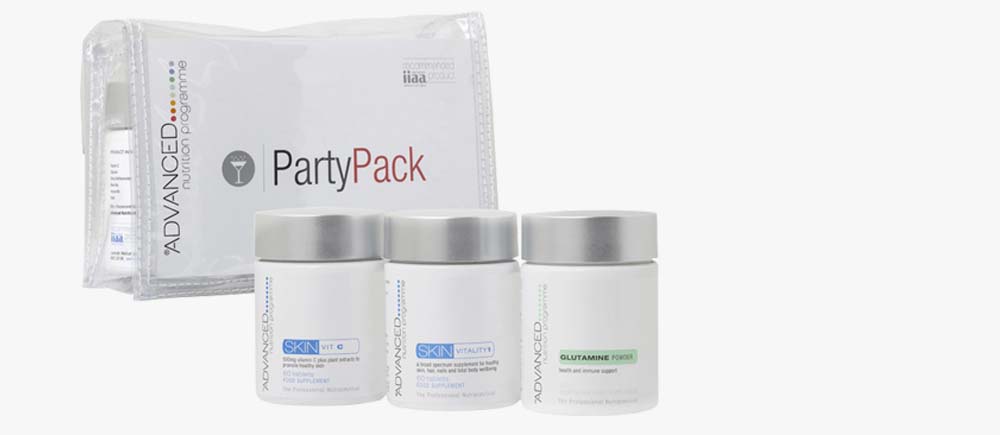 recommended
iiaa product
ADVANCED
nutrition programme
PartyPack
iiaa
ADVANCED
nutrition programme
SKIN VIT C
500mg vitamin C plus plant extracts to
promote healthy skin
60 tablets
FOOD SUPPLEMENT
The Professional Nutraceutical
ADVANCED
nutrition programme
SKIN VITALITY 1
a broad spectrum supplement for healthy
skin, hair, nails and total body wellbeing
60 tablets
FOOD SUPPLEMENT
The Professional Nutraceutical
ADVANCED
nutrition programme
GLUTAMINE POWDER
health and immune support
The Professional Nutraceutical